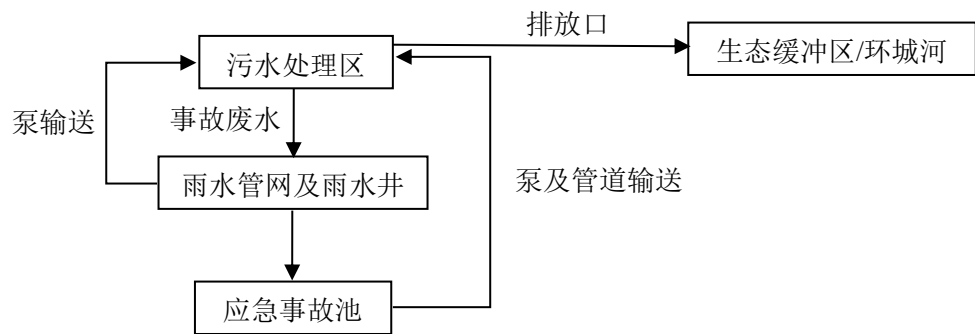 排放口
污水处理区
生态缓冲区/环城河
泵输送
事故废水
雨水管网及雨水井
泵及管道输送
应急事故池